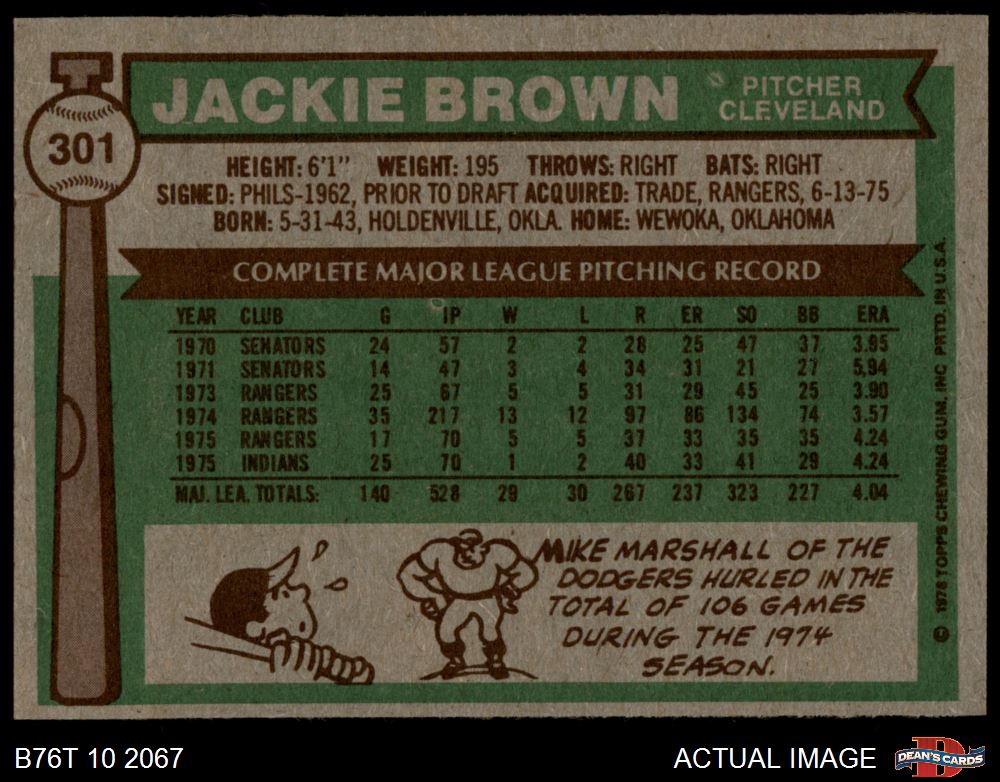 JACKIE BROWN
PITCHER
CLEVELAND
301
HEIGHT: 6'1" WEIGHT: 195 THROWS: RIGHT BATS: RIGHT
SIGNED: PHILS-1962, PRIOR TO DRAFT ACQUIRED: TRADE, RANGERS, 6-13-75
BORN: 5-31-43, HOLDENVILLE, OKLA. HOME: WEWOKA, OKLAHOMA
COMPLETE MAJOR LEAGUE PITCHING RECORD
YEAR CLUB G IP W L R ER SO BB ERA
1970 SENATORS 24 57 2 2 28 25 47 37 3.95
1971 SENATORS 14 47 3 4 34 31 21 27 5.94
1973 RANGERS 25 67 5 5 31 29 45 25 3.90
1974 RANGERS 35 217 13 12 97 86 134 74 3.57
1975 RANGERS 17 70 5 5 37 33 35 35 4.24
1975 INDIANS 25 70 1 2 40 33 41 29 4.24
MAJ. LEA. TOTALS: 140 528 29 30 267 237 323 227 4.04
MIKE MARSHALL OF THE
DODGERS HURLED IN THE
TOTAL OF 106 GAMES
DURING THE 1974
SEASON.
© 1976 TOPPS CHEWING GUM, INC PRTD. IN U.S.A.
B76T 10 2067
ACTUAL IMAGE
D
DEAN'S CARDS